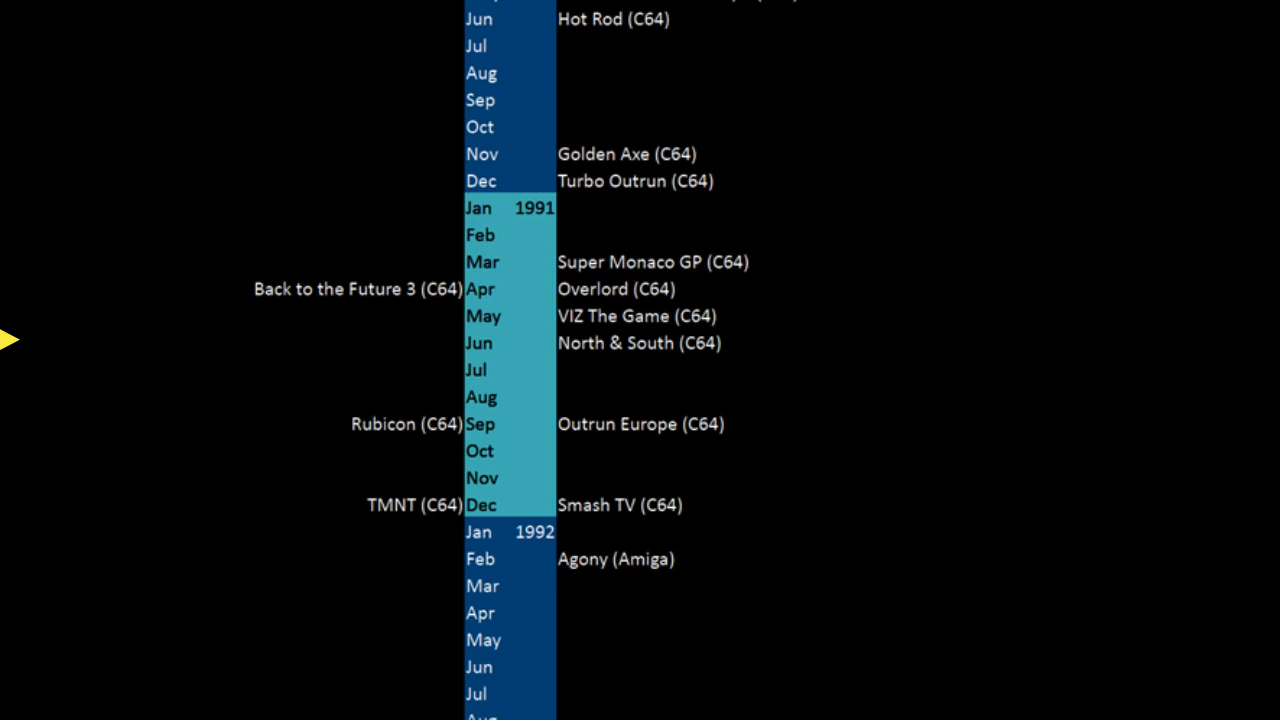 Jun Hot Rod (C64)
Jul
Aug
Sep
Oct
Nov Golden Axe (C64)
Dec Turbo Outrun (C64)
Jan 1991
Feb
Mar Super Monaco GP (C64)
Back to the Future 3 (C64) Apr Overlord (C64)
May VIZ The Game (C64)
Jun North & South (C64)
Jul
Aug
Rubicon (C64) Sep Outrun Europe (C64)
Oct
Nov
TMNT (C64) Dec Smash TV (C64)
Jan 1992
Feb Agony (Amiga)
Mar
Apr
May
Jun
Jul